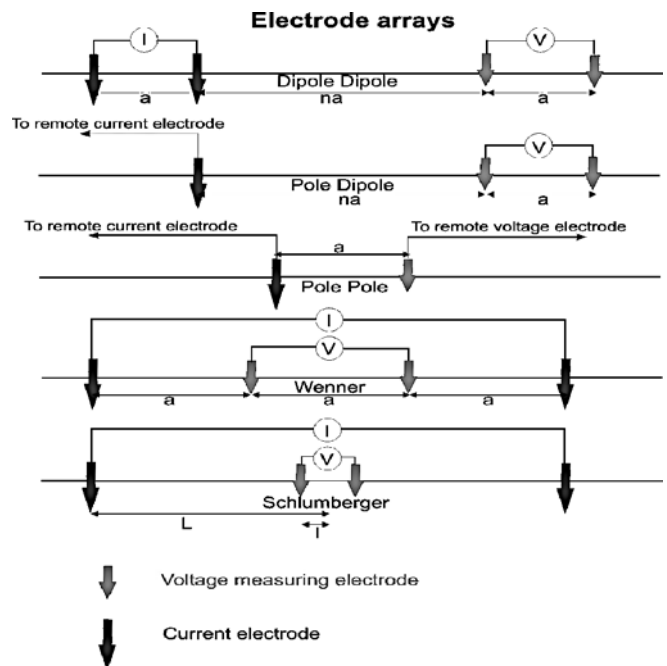 Electrode arrays
I V
Dipole Dipole
a na a
To remote current electrode
V
Pole Dipole
na a
To remote current electrode To remote voltage electrode
a
Pole Pole
I
V
Wenner
a a a
I
V
Schlumberger
L
l
Voltage measuring electrode
Current electrode